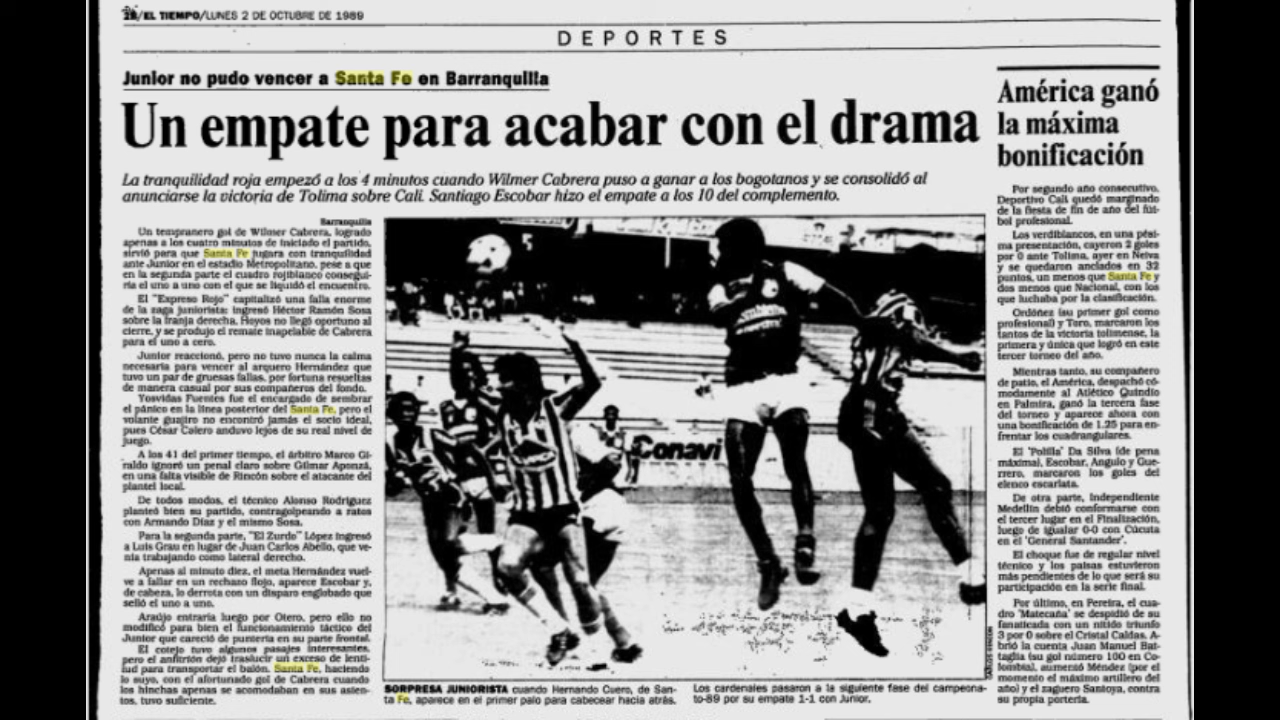 28/EL TIEMPO/LUNES 2 DE OCTUBRE DE 1989
DEPORTES
Junior no pudo vencer a Santa Fe en Barranquilla
Un empate para acabar con el drama
La tranquilidad roja empezó a los 4 minutos cuando Wilmer Cabrera puso a ganar a los bogotanos y se consolidó al
anunciarse la victoria de Tolima sobre Cali. Santiago Escobar hizo el empate a los 10 del complemento.
Barranquilla
Un tempranero gol de Wilmer Cabrera, logrado
apenas a los cuatro minutos de iniciado el partido,
sirvió para que Santa Fe jugara con tranquilidad
ante Junior en el estadio Metropolitano, pese a que
en la segunda parte el cuadro rojiblanco consegui-
ría el uno a uno con el que se liquidó el encuentro.
El "Expreso Rojo" capitalizó una falla enorme
de la zaga juniorista: ingresó Héctor Ramón Sosa
sobre la franja derecha. Hoyos no llegó oportuno al
cierre, y se produjo el remate inapelable de Cabrera
para el uno a cero.
Junior reaccionó, pero no tuvo nunca la calma
necesaria para vencer al arquero Hernández que
tuvo un par de gruesas fallas, por fortuna resueltas
de manera casual por sus compañeros del fondo.
Yosvidas Fuentes fue el encargado de sembrar
el pánico en la línea posterior del Santa Fe, pero el
volante guajiro no encontró jamás el socio ideal,
pues César Calero anduvo lejos de su real nivel de
juego.
A los 41 del primer tiempo, el árbitro Marco Gi-
raldo ignoró un penal claro sobre Gilmar Aponzá,
en una falta visible de Rincón sobre el atacante del
plantel local.
De todos modos, el técnico Alonso Rodríguez
planteó bien su partido, contragolpeando a ratos
con Armando Díaz y el mismo Sosa.
Para la segunda parte, "El Zurdo" López ingresó
a Luis Grau en lugar de Juan Carlos Abello, que ve-
nía trabajando como lateral derecho.
Apenas al minuto diez, el meta Hernández vuel-
ve a fallar en un rechazo flojo, aparece Escobar y,
de cabeza, lo derrota con un disparo englobado que
selló el uno a uno.
Araújo entraría luego por Otero, pero ello no
modificó para bien el funcionamiento táctico del
Junior que careció de puntería en su parte frontal.
El cotejo tuvo algunos pasajes interesantes,
pero el anfitrión dejó traslucir un exceso de lenti-
tud para transportar el balón. Santa Fe, haciendo
lo suyo, con el afortunado gol de Cabrera cuando
los hinchas apenas se acomodaban en sus asien-
tos, tuvo suficiente.
5
Conavi
CARLOS
SORPRESA JUNIORISTA cuando Hernando Cuero, de San-
ta Fe, aparece en el primer palo para cabecear hacia atrás.
Los cardenales pasaron a la siguiente fase del campeona-
to-89 por su empate 1-1 con Junior.
América ganó
la máxima
bonificación
Por segundo año consecutivo,
Deportivo Cali quedó marginado
de la fiesta de fin de año del fút-
bol profesional.
Los verdiblancos, en una pési-
ma presentación, cayeron 2 goles
por 0 ante Tolima, ayer en Neiva
y se quedaron anclados en 32
puntos, un menos que Santa Fe y
dos menos que Nacional, con los
que luchaba por la clasificación.
Ordóñez (su primer gol como
profesional) y Toro, marcaron los
tantos de la victoria tolimense, la
primera y única que logró en este
tercer torneo del año.
Mientras tanto, su compañero
de patio, el América, despachó có-
modamente al Atlético Quindío
en Palmira, ganó la tercera fase
del torneo y aparece ahora con
una bonificación de 1.25 para en-
frentar los cuadrangulares.
El 'Polilla' Da Silva (de pena
máxima), Escobar, Angulo y Gue-
rrero, marcaron los goles del
elenco escarlata.
De otra parte, Independiente
Medellín debió conformarse con
el tercer lugar en el Finalización,
luego de igualar 0-0 con Cúcuta
en el 'General Santander'.
El choque fue de regular nivel
técnico y los paisas estuvieron
más pendientes de lo que será su
participación en la serie final.
Por último, en Pereira, el cua-
dro 'Matecaña' se despidió de su
fanaticada con un nítido triunfo
3 por 0 sobre el Cristal Caldas. A-
brió la cuenta Juan Manuel Bat-
taglia (su gol número 100 en Co-
lombia), aumentó Méndez (por el
momento el máximo artillero del
año) y el zaguero Santoya, contra
su propia portería.